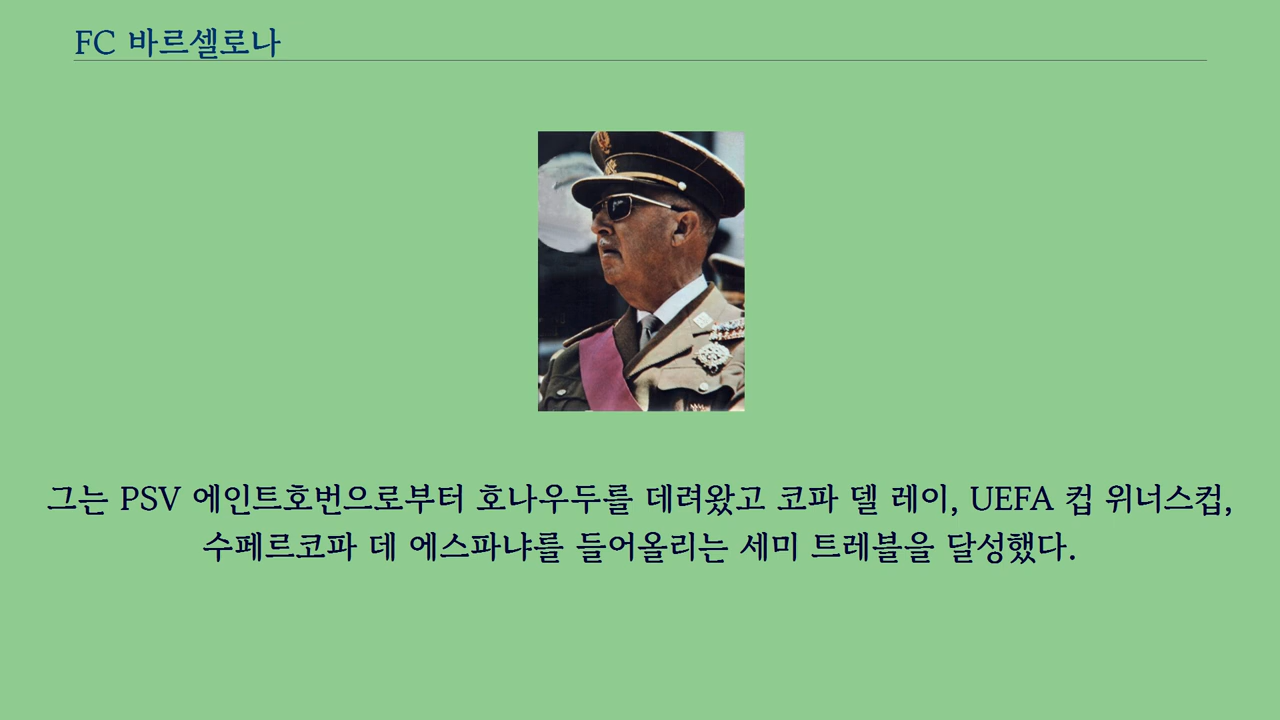 FC 바르셀로나
그는 PSV 에인트호번으로부터 호나우두를 데려왔고 코파 델 레이, UEFA 컵 위너스컵,
수페르코파 데 에스파냐를 들어올리는 세미 트레블을 달성했다.